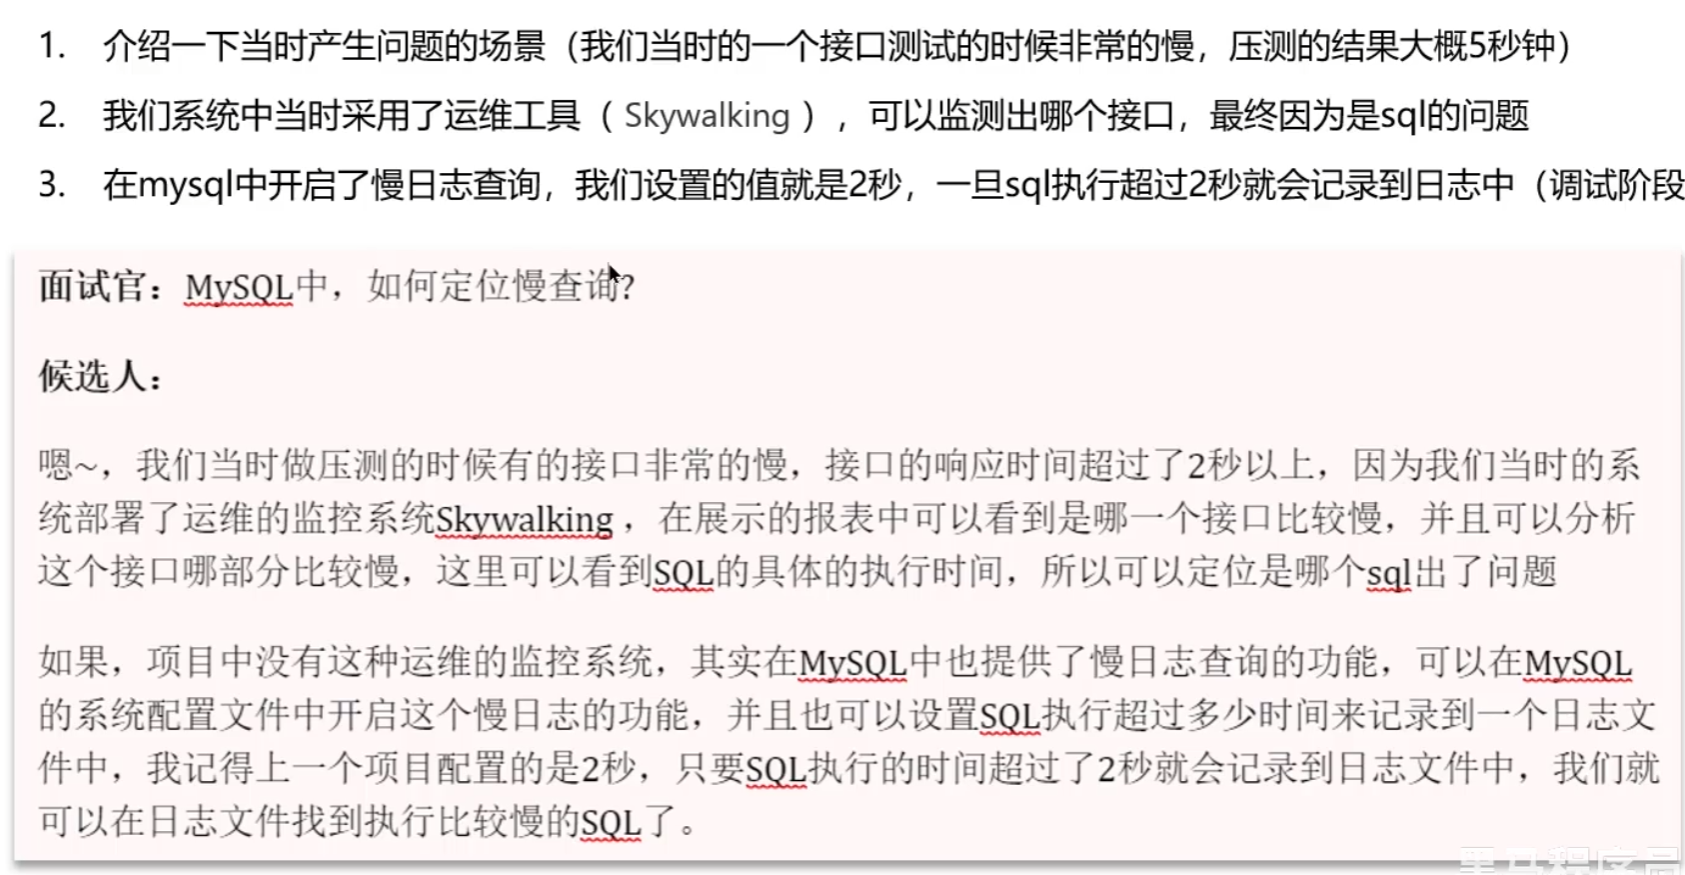 1. 介绍一下当时产生问题的场景（我们当时的一个接口测试的时候非常的慢，压测的结果大概5秒钟）
2. 我们系统中当时采用了运维工具（ Skywalking ），可以监测出哪个接口，最终因为是sql的问题
3. 在mysql中开启了慢日志查询，我们设置的值就是2秒，一旦sql执行超过2秒就会记录到日志中（调试阶段
面试官：MySQL中，如何定位慢查询?
候选人：
嗯~，我们当时做压测的时候有的接口非常的慢，接口的响应时间超过了2秒以上，因为我们当时的系
统部署了运维的监控系统Skywalking ，在展示的报表中可以看到是哪一个接口比较慢，并且可以分析
这个接口哪部分比较慢，这里可以看到SQL的具体的执行时间，所以可以定位是哪个sql出了问题
如果，项目中没有这种运维的监控系统，其实在MySQL中也提供了慢日志查询的功能，可以在MySQL
的系统配置文件中开启这个慢日志的功能，并且也可以设置SQL执行超过多少时间来记录到一个日志文
件中，我记得上一个项目配置的是2秒，只要SQL执行的时间超过了2秒就会记录到日志文件中，我们就
可以在日志文件找到执行比较慢的SQL了。
黑马程序员